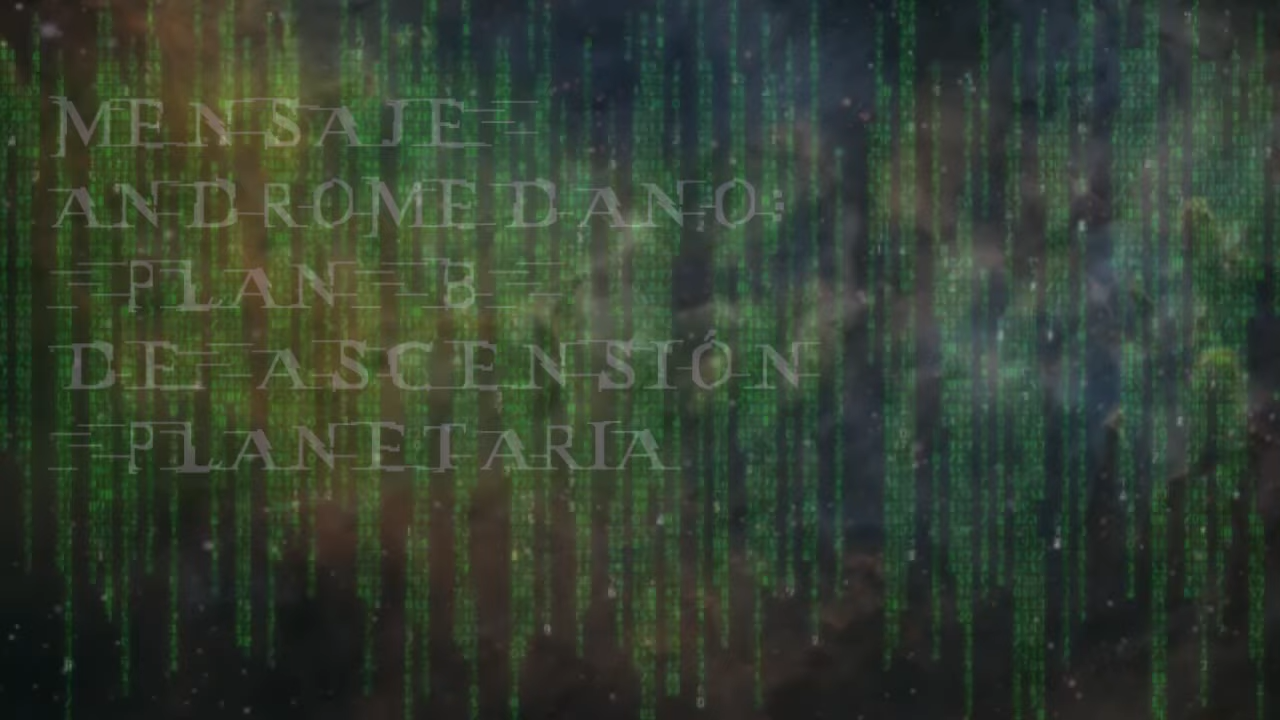 MENSAJE
ANDROMEDANO:
PLAN B
DE ASCENSIÓN
PLANETARIA